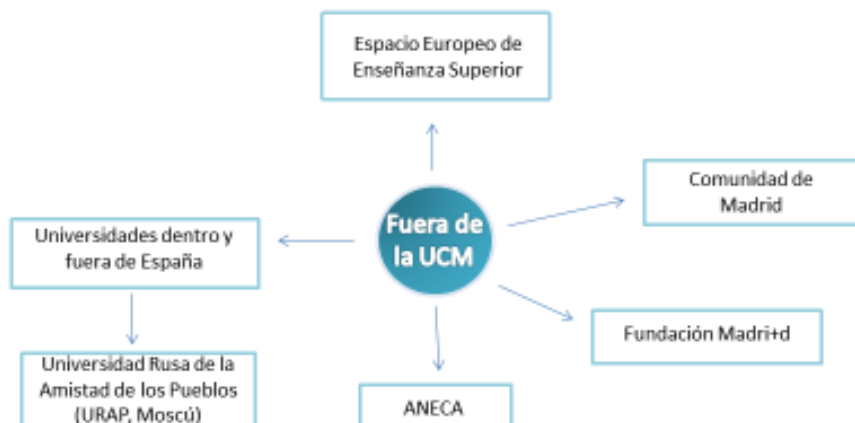 Espacio Europeo de
Enseñanza Superior
Comunidad de
Madrid
Fuera de
la UCM
Universidades dentro y
fuera de España
Fundación Madri+d
Universidad Rusa de la
Amistad de los Pueblos
(URAP, Moscú)
ANECA